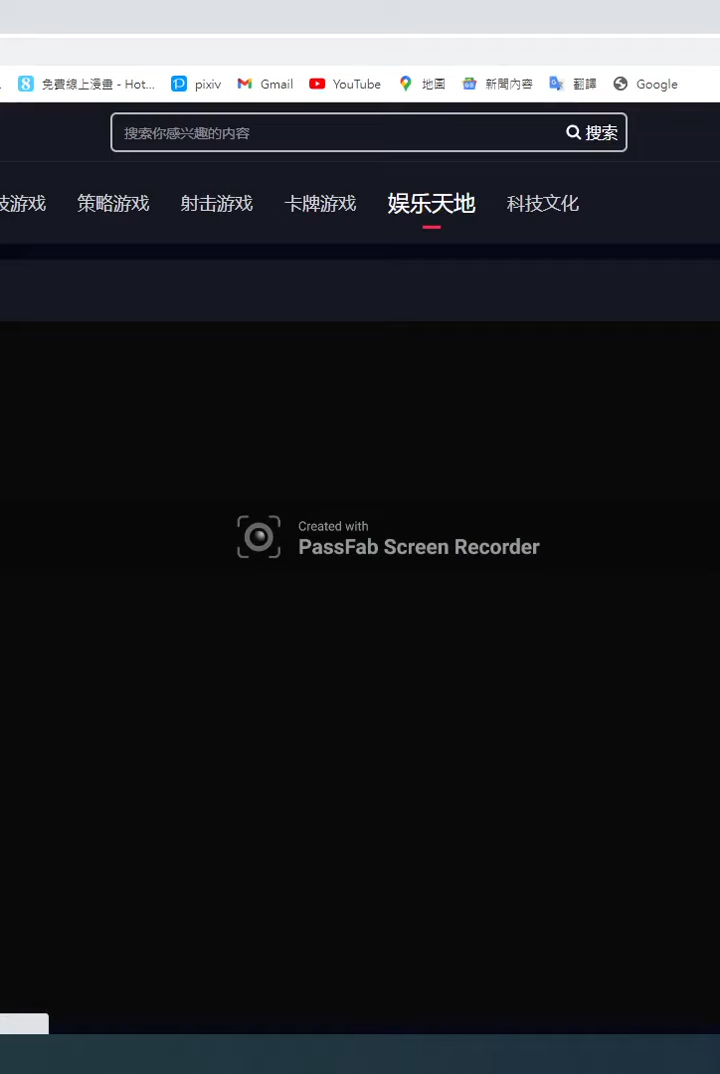 免費線上漫畫 - Hot... pixiv Gmail YouTube 地圖 新聞內容 翻譯 Google
搜索你感兴趣的内容 搜索
技游戏 策略游戏 射击游戏 卡牌游戏 娱乐天地 科技文化
Created with
PassFab Screen Recorder